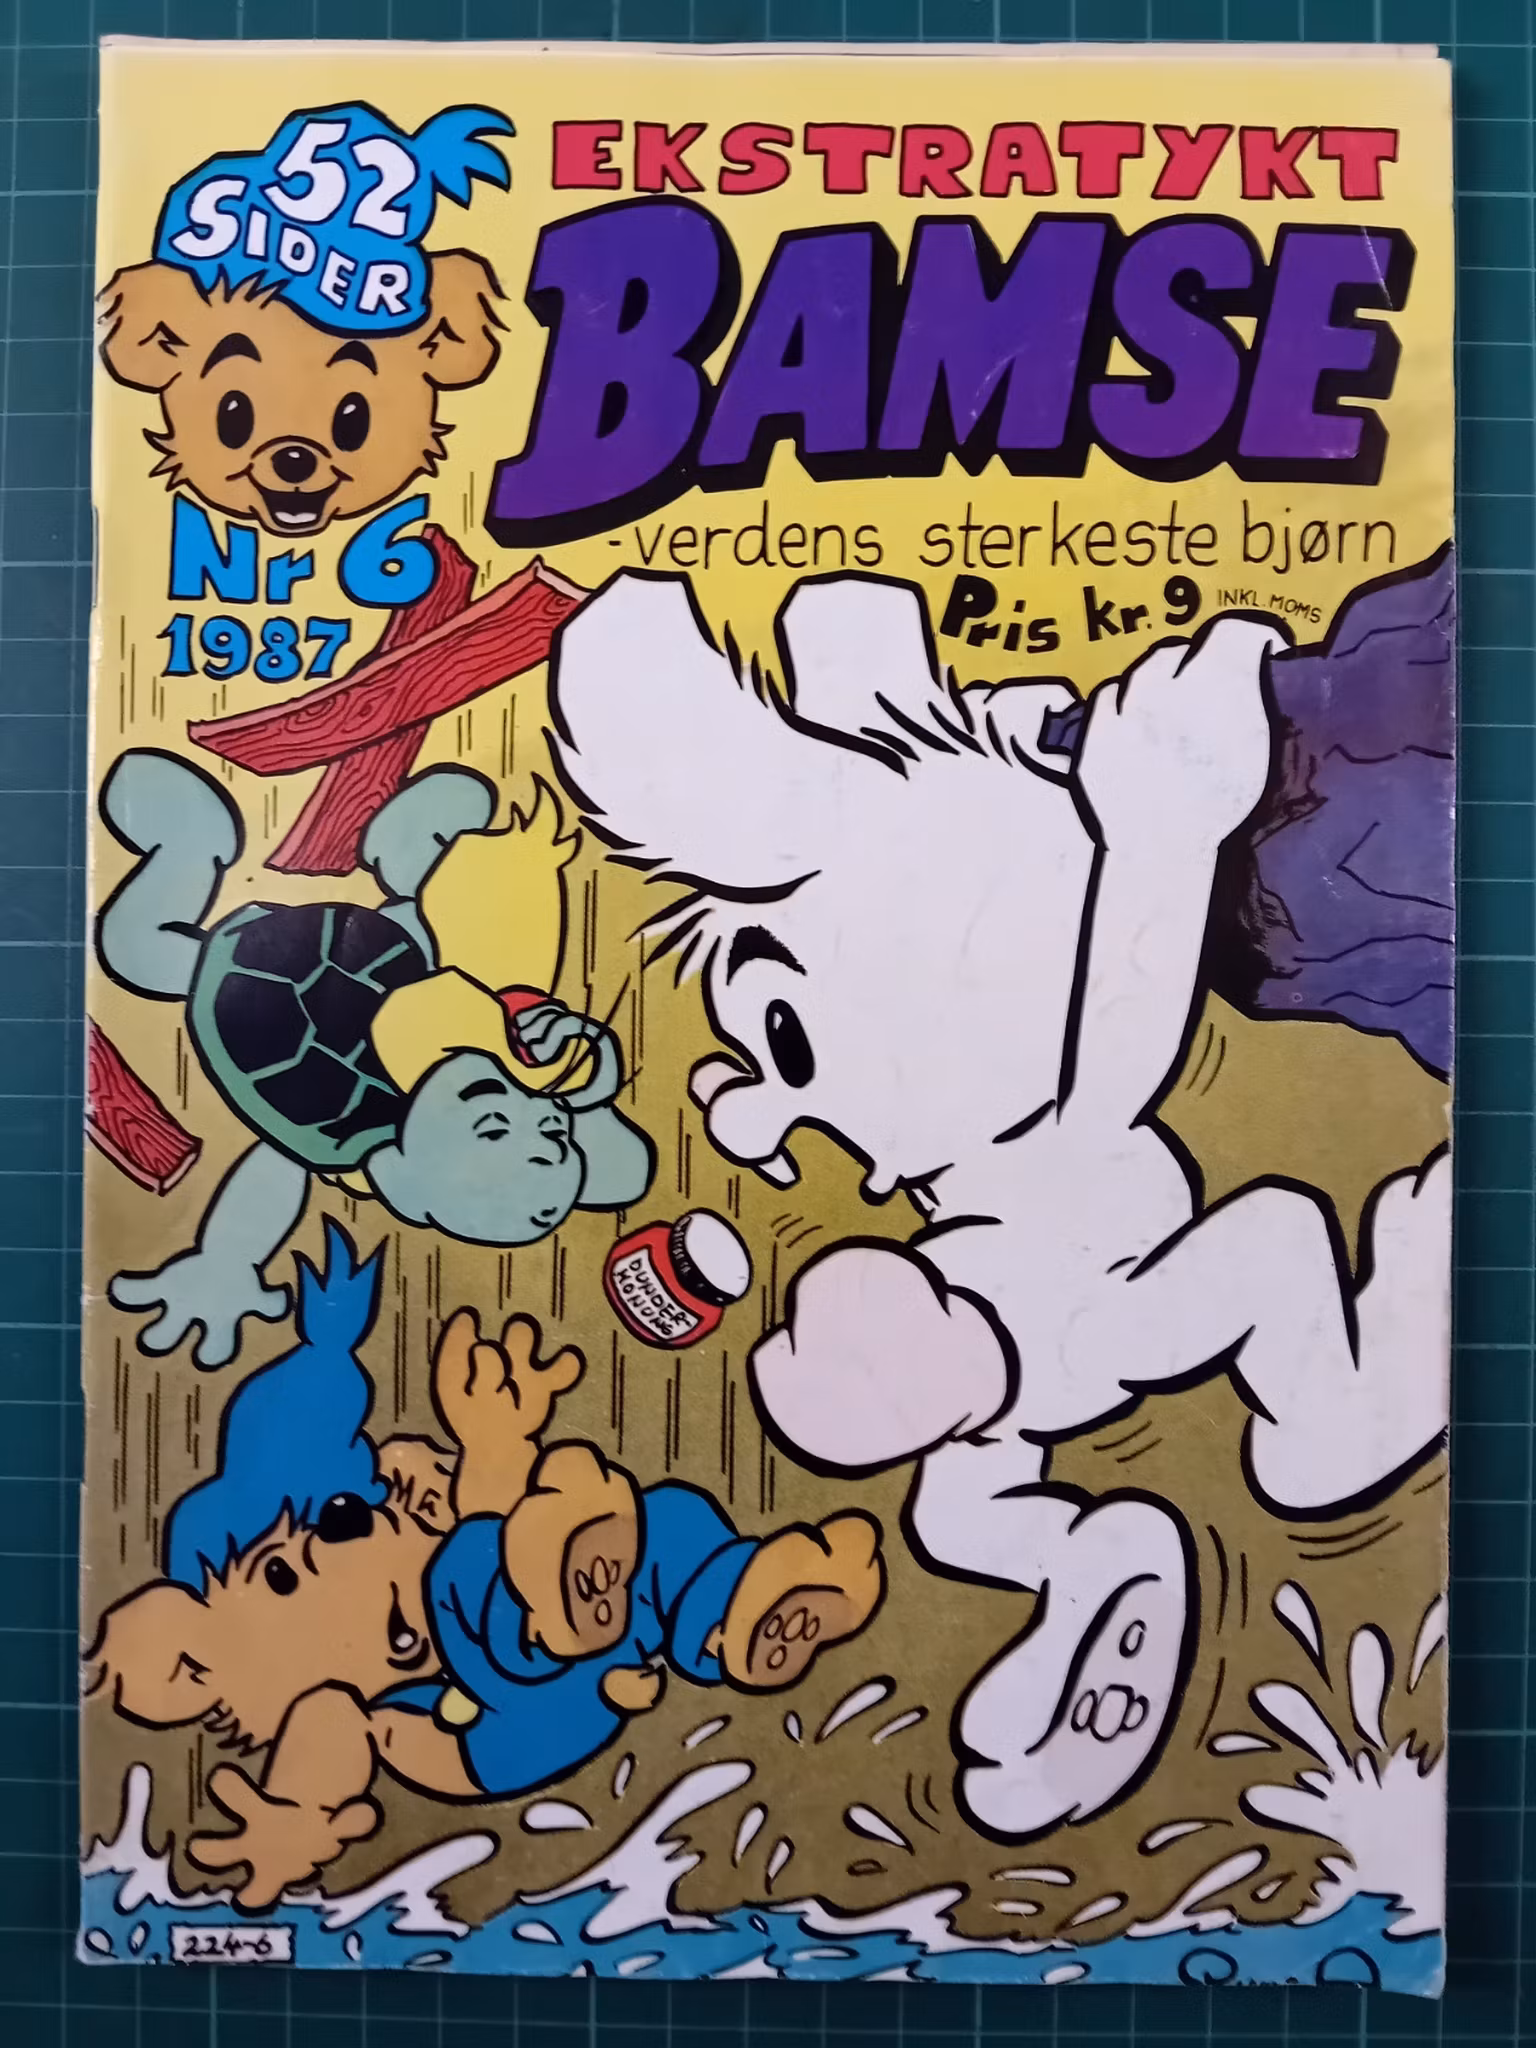 52
SIDER
EKSTRATYKT
BAMSE
-verdens sterkeste bjørn
Pris kr. 9 INKL. MOMS
Nr 6
1987
DUNDER-
HONUNG
224-6